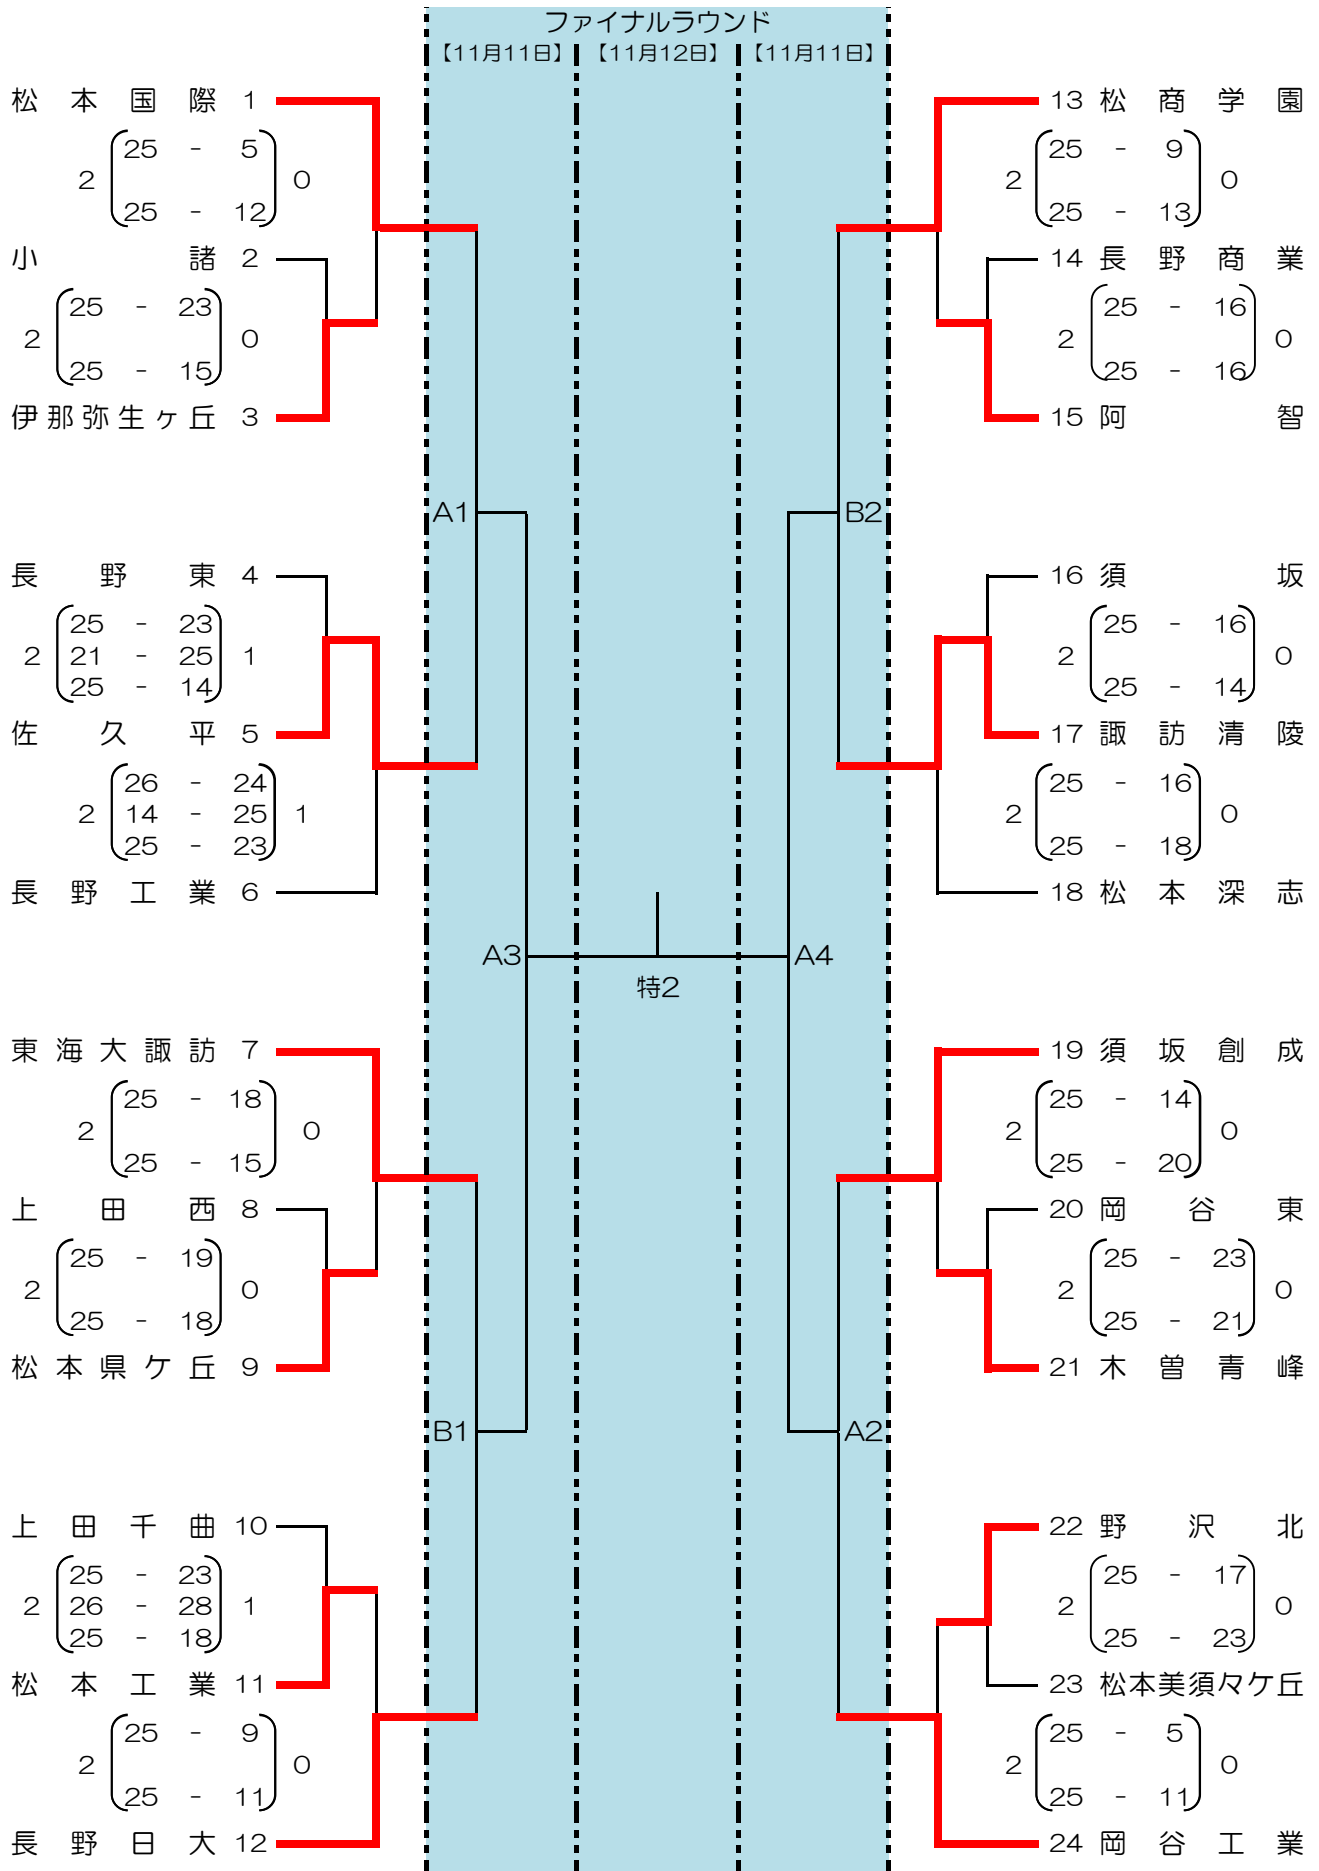 ファイナルラウンド
【11月11日】 【11月12日】 【11月11日】
松本国際 1
25 - 5
2 0
25 - 12
小諸 2
25 - 23
2 0
25 - 15
伊那弥生ヶ丘 3
A1
長野東 4
25 - 23
2 21 - 25 1
25 - 14
佐久平 5
26 - 24
2 14 - 25 1
25 - 23
長野工業 6
A3
東海大諏訪 7
25 - 18
2 0
25 - 15
上田西 8
25 - 19
2 0
25 - 18
松本県ケ丘 9
B1
上田千曲 10
25 - 23
2 26 - 28 1
25 - 18
松本工業 11
25 - 9
2 0
25 - 11
長野日大 12
特2
13 松商学園
25 - 9
2 0
25 - 13
14 長野商業
25 - 16
2 0
25 - 16
15 阿智
B2
16 須坂
25 - 16
2 0
25 - 14
17 諏訪清陵
25 - 16
2 0
25 - 18
18 松本深志
A4
19 須坂創成
25 - 14
2 0
25 - 20
20 岡谷東
25 - 23
2 0
25 - 21
21 木曽青峰
A2
22 野沢北
25 - 17
2 0
25 - 23
23 松本美須々ケ丘
25 - 5
2 0
25 - 11
24 岡谷工業